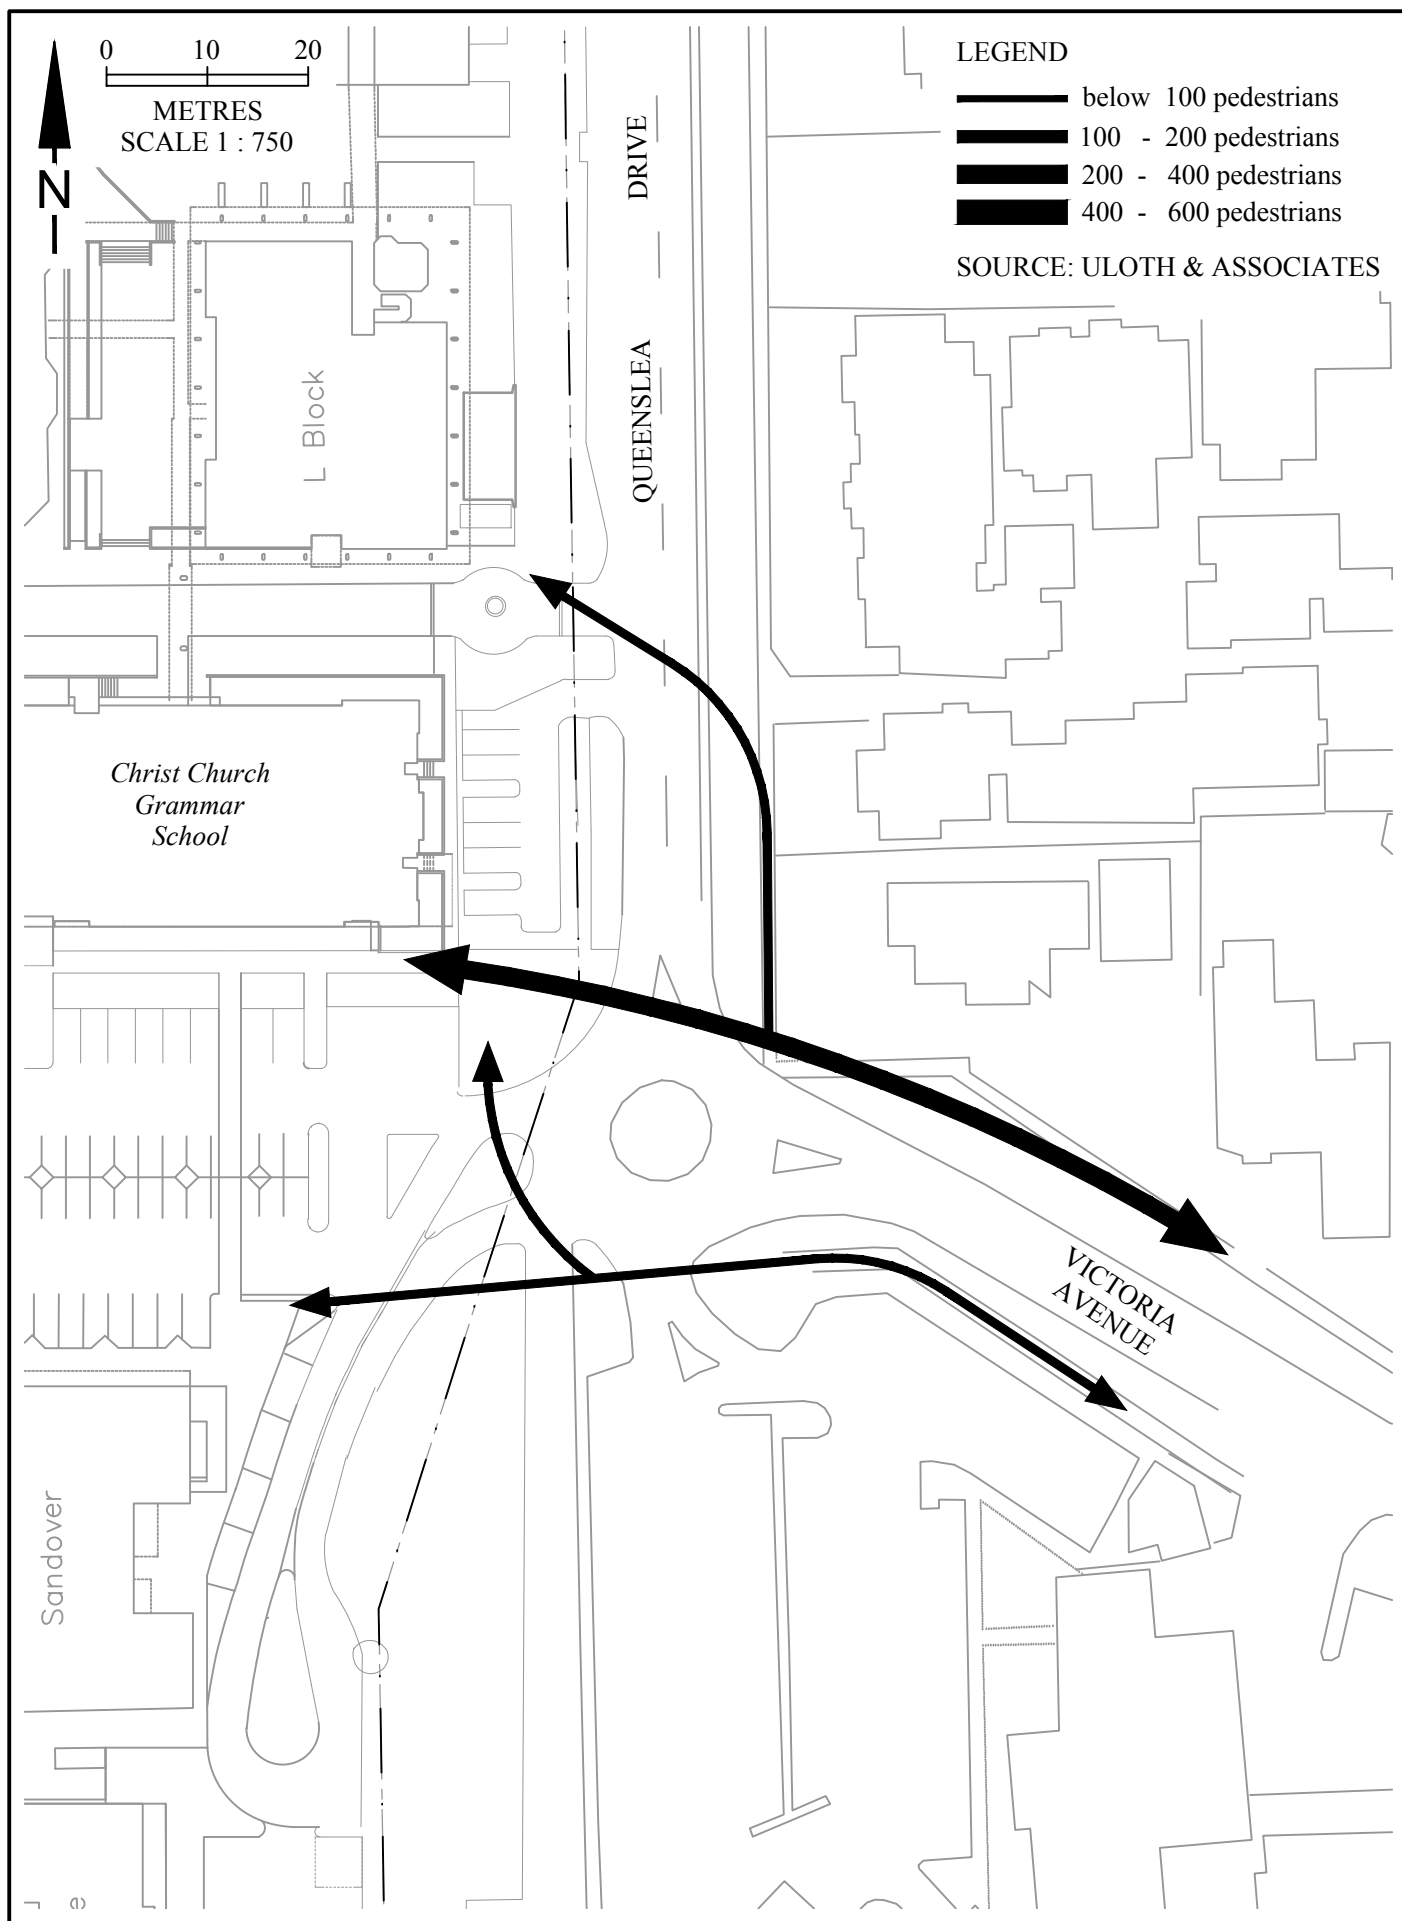 0 10 20
METRES
SCALE 1 : 750
N
LEGEND
below 100 pedestrians
100 - 200 pedestrians
200 - 400 pedestrians
400 - 600 pedestrians
SOURCE: ULOTH & ASSOCIATES
QUEENSLEA DRIVE
L Block
Christ Church
Grammar
School
VICTORIA
AVENUE
Sandover
e